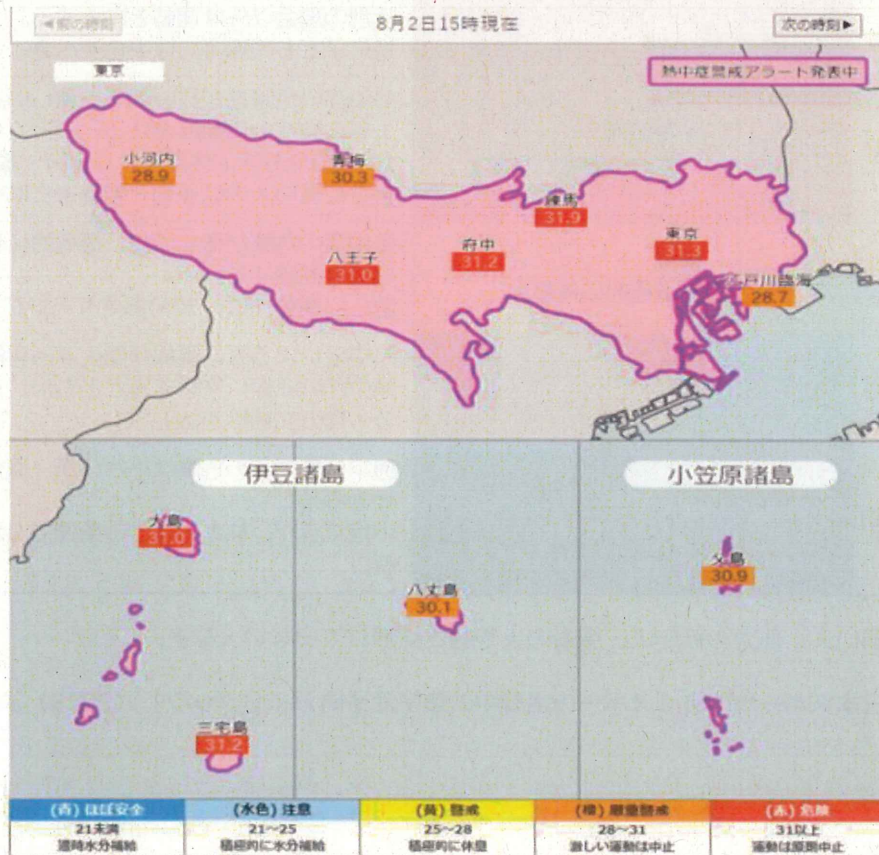 ◀前の時刻
8月2日15時現在
次の時刻▶
東京
熱中症警戒アラート発表中
小河内
28.9
青梅
30.3
練馬
31.9
八王子
31.0
府中
31.2
東京
31.3
江戸川臨海
28.7
伊豆諸島
小笠原諸島
大島
31.0
八丈島
30.1
父島
30.9
三宅島
31.2
(青) ほぼ安全
(水色) 注意
(黄) 警戒
(橙) 厳重警戒
(赤) 危険
21未満
21～25
25～28
28～31
31以上
適時水分補給
積極的に水分補給
積極的に休息
激しい運動は中止
運動は原則中止